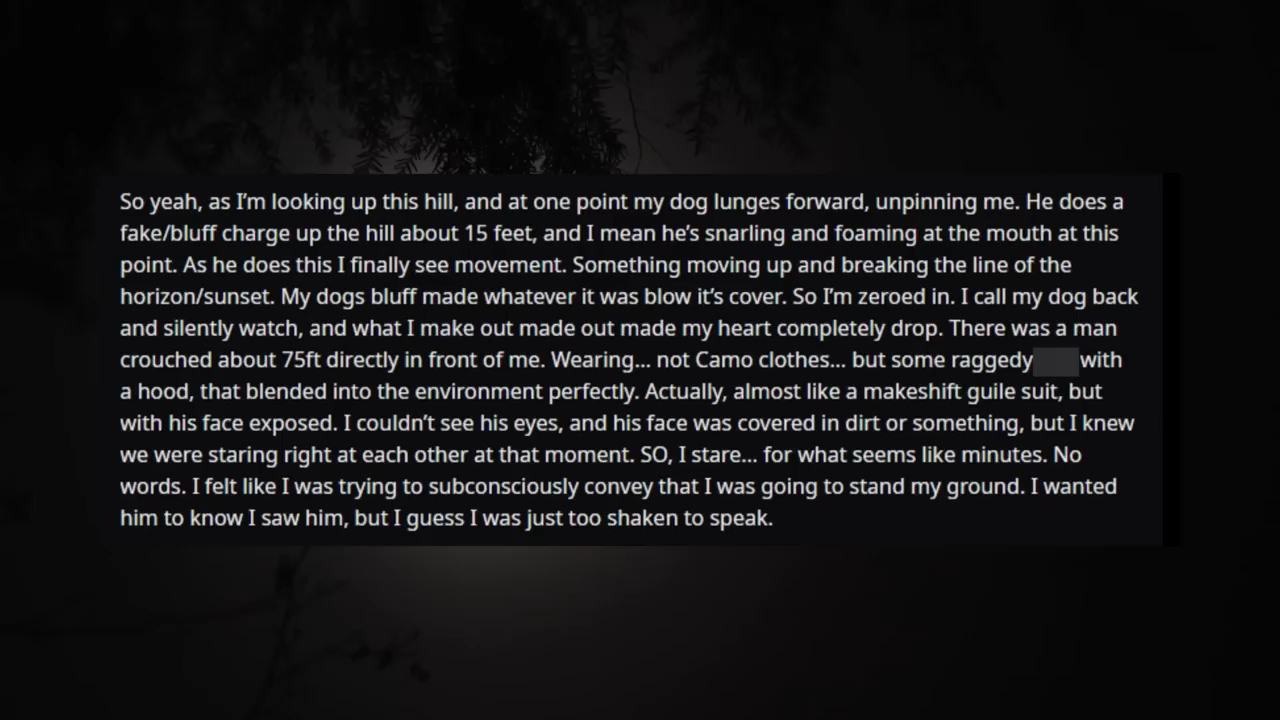 So yeah, as I’m looking up this hill, and at one point my dog lunges forward, unpinning me. He does a
fake/bluff charge up the hill about 15 feet, and I mean he’s snarling and foaming at the mouth at this
point. As he does this I finally see movement. Something moving up and breaking the line of the
horizon/sunset. My dogs bluff made whatever it was blow it’s cover. So I’m zeroed in. I call my dog back
and silently watch, and what I make out made out made my heart completely drop. There was a man
crouched about 75ft directly in front of me. Wearing... not Camo clothes... but some raggedy with
a hood, that blended into the environment perfectly. Actually, almost like a makeshift guile suit, but
with his face exposed. I couldn’t see his eyes, and his face was covered in dirt or something, but I knew
we were staring right at each other at that moment. SO, I stare... for what seems like minutes. No
words. I felt like I was trying to subconsciously convey that I was going to stand my ground. I wanted
him to know I saw him, but I guess I was just too shaken to speak.